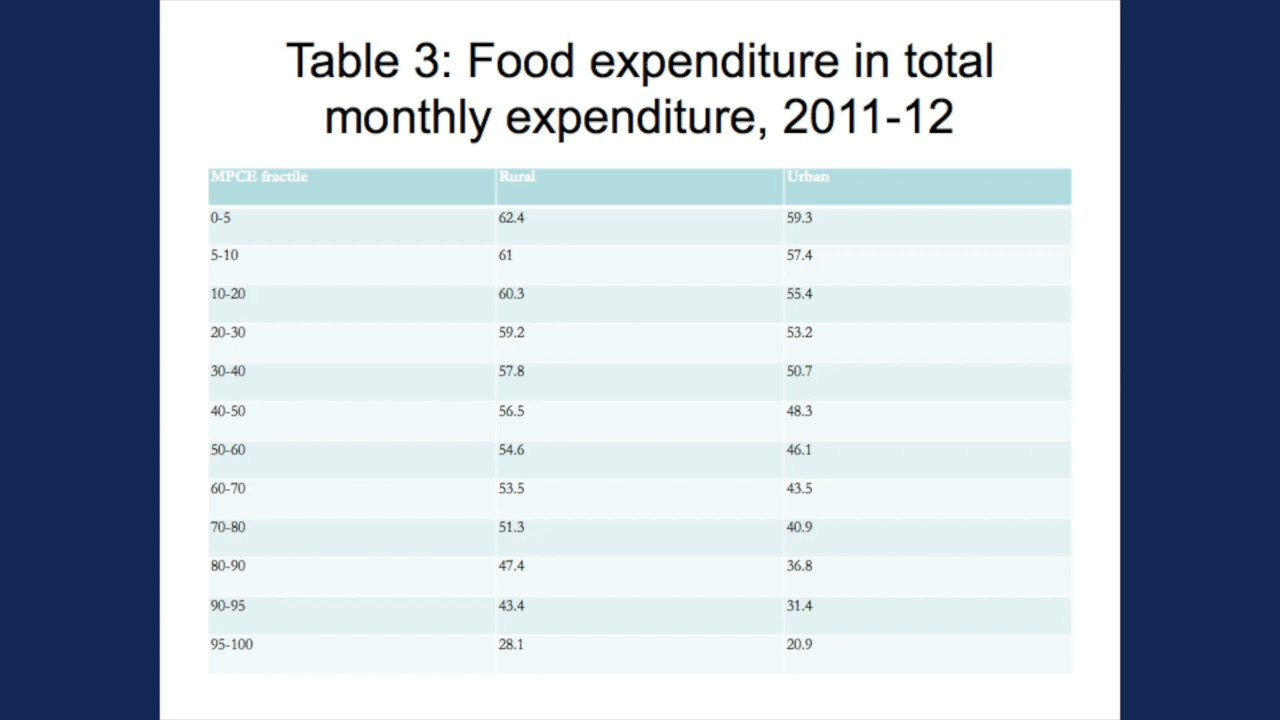 Table 3: Food expenditure in total
monthly expenditure, 2011-12
MPCE fractile Rural Urban
0-5 62.4 59.3
5-10 61 57.4
10-20 60.3 55.4
20-30 59.2 53.2
30-40 57.8 50.7
40-50 56.5 48.3
50-60 54.6 46.1
60-70 53.5 43.5
70-80 51.3 40.9
80-90 47.4 36.8
90-95 43.4 31.4
95-100 28.1 20.9